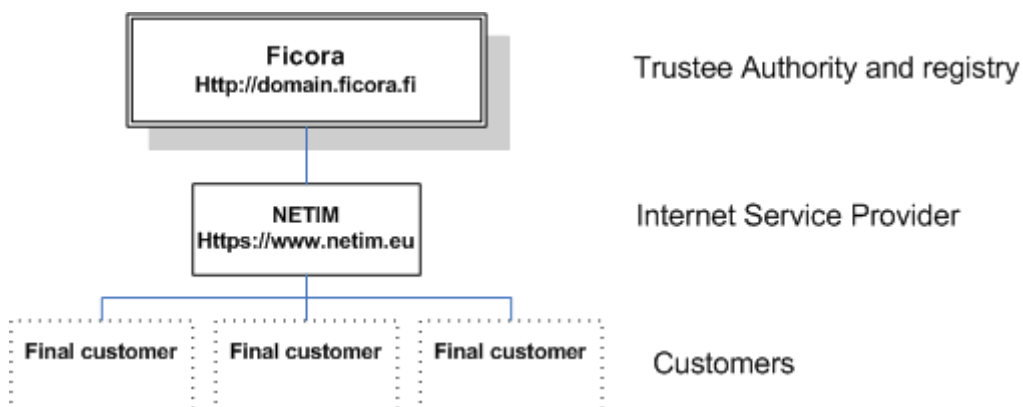 Ficora
Http://domain.ficora.fi
Trustee Authority and registry
NETIM
Https://www.netim.eu
Internet Service Provider
Final customer
Final customer
Final customer
Customers